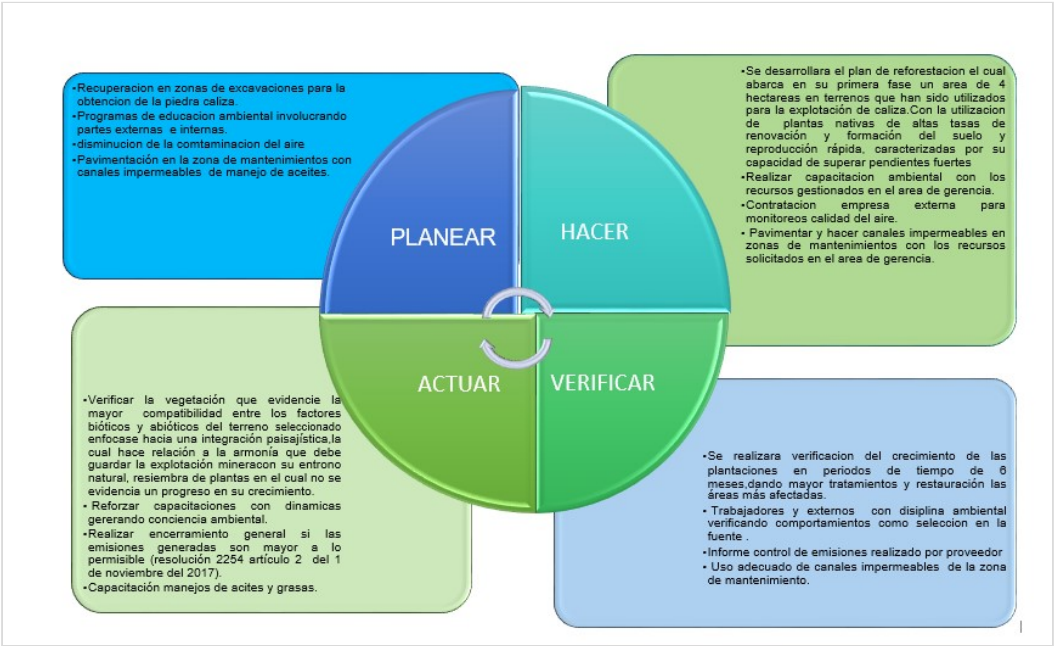 -Recuperacion en zonas de excavaciones para la
obtencion de la piedra caliza.
-Programas de educacion ambiental involucrando
partes externas e internas.
-disminucion de la comtaminacion del aire
-Pavimentación en la zona de mantenimientos con
canales impermeables de manejo de aceites.
PLANEAR
HACER
-Se desarrollara el plan de reforestacion el cual
abarca en su primera fase un area de 4
hectareas en terrenos que han sido utilizados
para la explotación de caliza.Con la utilizacion
de plantas nativas de altas tasas de
renovación y formación del suelo y
reproducción rápida, caracterizadas por su
capacidad de superar pendientes fuertes
-Realizar capacitacion ambiental con los
recursos gestionados en el area de gerencia.
-Contratacion empresa externa para
monitoreos calidad del aire.
- Pavimentar y hacer canales impermeables en
zonas de mantenimientos con los recursos
solicitados en el area de gerencia.
ACTUAR
VERIFICAR
-Verificar la vegetación que evidencie la
mayor compatibilidad entre los factores
bióticos y abióticos del terreno seleccionado
enfocase hacia una integración paisajística,la
cual hace relación a la armonía que debe
guardar la explotación mineracon su entrono
natural, resiembra de plantas en el cual no se
evidencia un progreso en su crecimiento.
- Reforzar capacitaciones con dinamicas
gererando conciencia ambiental.
-Realizar encerramiento general si las
emisiones generadas son mayor a lo
permisible (resolución 2254 artículo 2 del 1
de noviembre del 2017).
-Capacitación manejos de acites y grasas.
-Se realizara verificacion del crecimiento de las
plantaciones en periodos de tiempo de 6
meses,dando mayor tratamientos y restauración las
áreas más afectadas.
- Trabajadores y externos con disiplina ambiental
verificando comportamientos como seleccion en la
fuente .
-Informe control de emisiones realizado por proveedor
- Uso adecuado de canales impermeables de la zona
de mantenimiento.